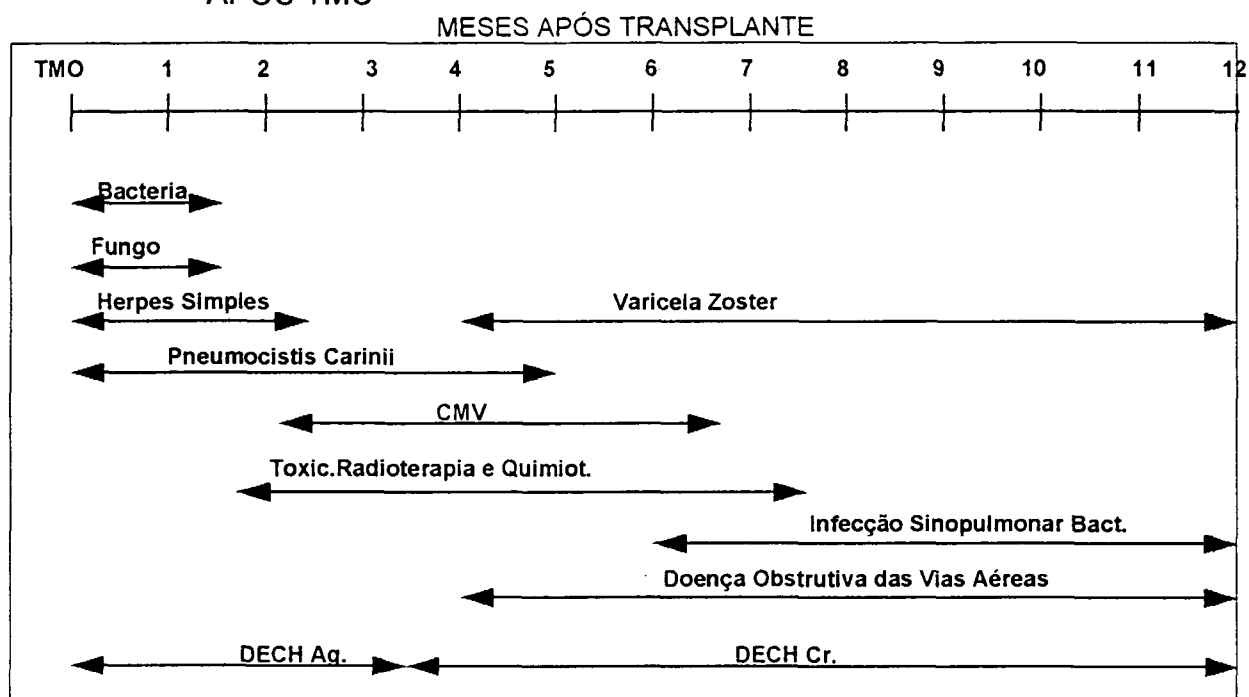 APÓS TMO
MESES APÓS TRANSPLANTE
TMO 1 2 3 4 5 6 7 8 9 10 11 12
Bacteria
Fungo
Herpes Simples Varicela Zoster
Pneumocistis Carinii
CMV
Toxic.Radioterapia e Quimiot.
Infecção Sinopulmonar Bact.
Doença Obstrutiva das Vias Aéreas
DECH Ag. DECH Cr.